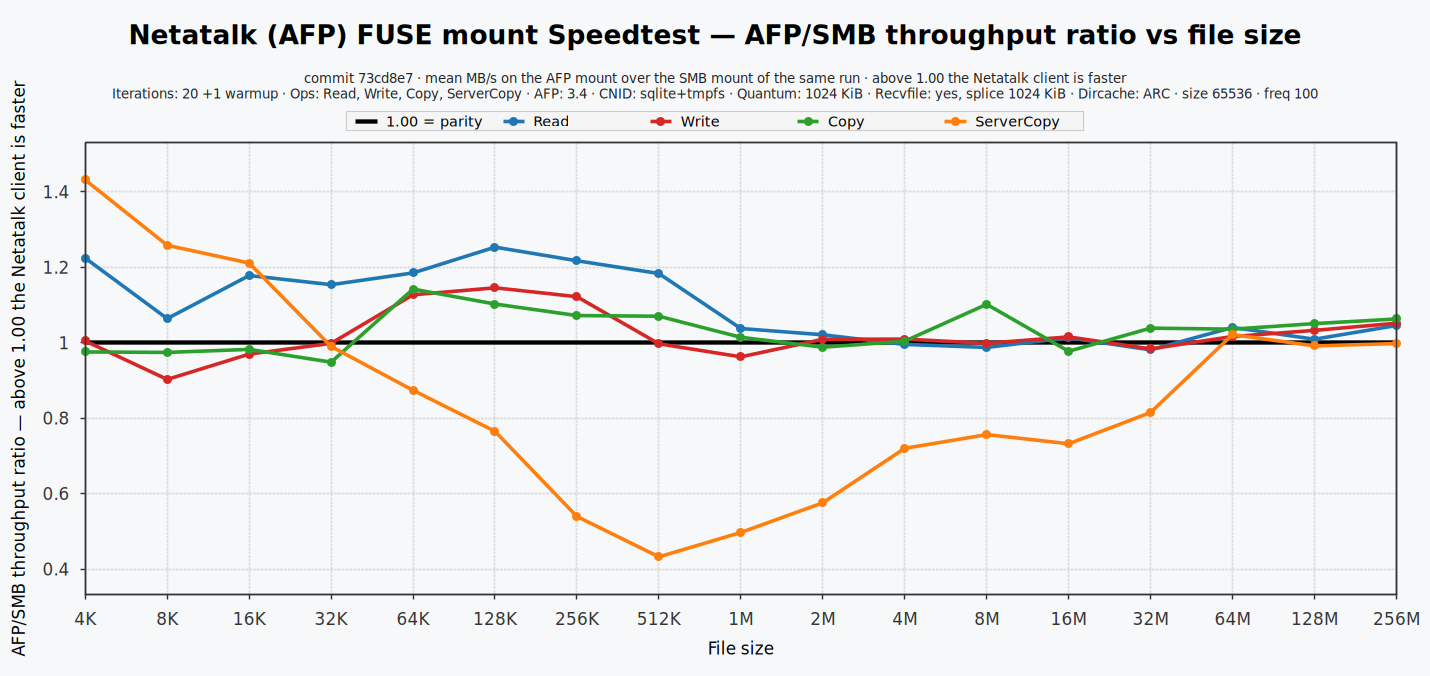 Netatalk (AFP) FUSE mount Speedtest — AFP/SMB throughput ratio vs file size
commit 73cd8e7 · mean MB/s on the AFP mount over the SMB mount of the same run · above 1.00 the Netatalk client is faster
Iterations: 20 +1 warmup · Ops: Read, Write, Copy, ServerCopy · AFP: 3.4 · CNID: sqlite+tmpfs · Quantum: 1024 KiB · Recvfile: yes, splice 1024 KiB · Dircache: ARC · size 65536 · freq 100
1.00 = parity Read Write Copy ServerCopy
AFP/SMB throughput ratio — above 1.00 the Netatalk client is faster
1.4
1.2
1
0.8
0.6
0.4
4K 8K 16K 32K 64K 128K 256K 512K 1M 2M 4M 8M 16M 32M 64M 128M 256M
File size